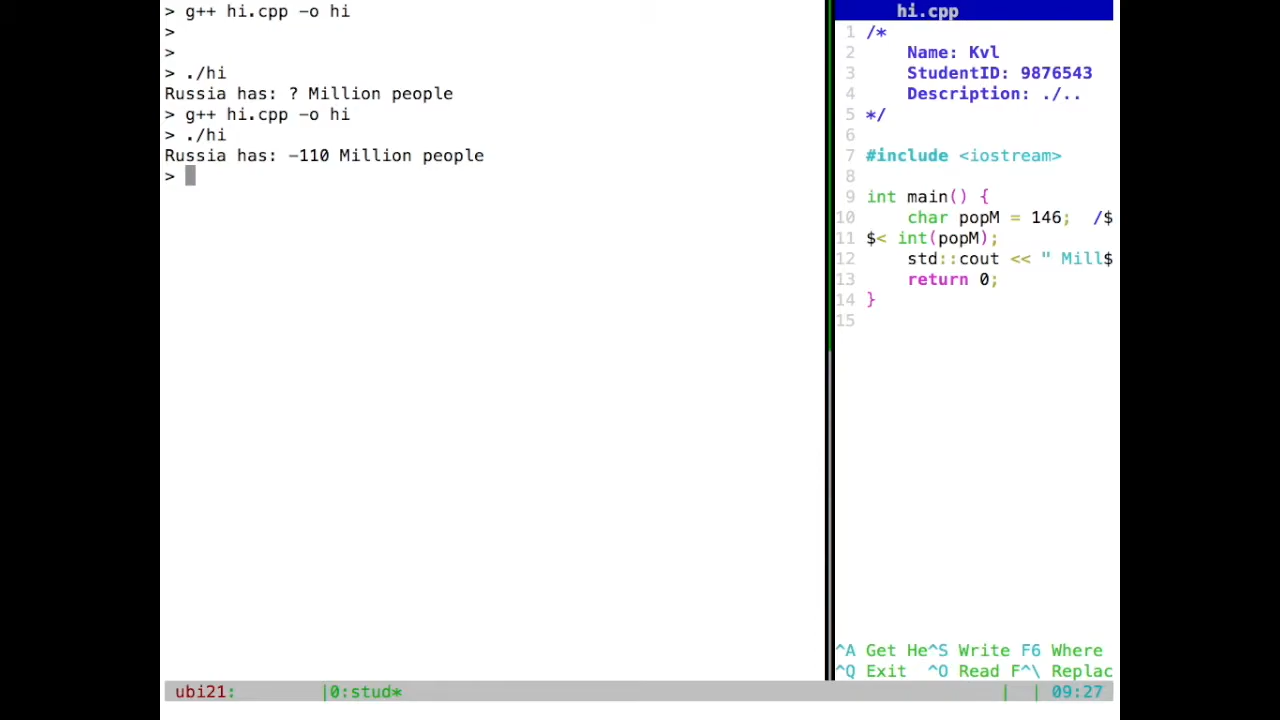 > g++ hi.cpp -o hi
>
>
> ./hi
Russia has: ? Million people
> g++ hi.cpp -o hi
> ./hi
Russia has: -110 Million people
>
hi.cpp
1 /*
2 Name: Kvl
3 StudentID: 9876543
4 Description: ./..
5 */
6
7 #include <iostream>
8
9 int main() {
10 char popM = 146; /$
11 $< int(popM);
12 std::cout << " Mill$
13 return 0;
14 }
15
^A Get He^S Write F6 Where
^Q Exit ^O Read F^\ Replac
ubi21: |0:stud* | | 09:27